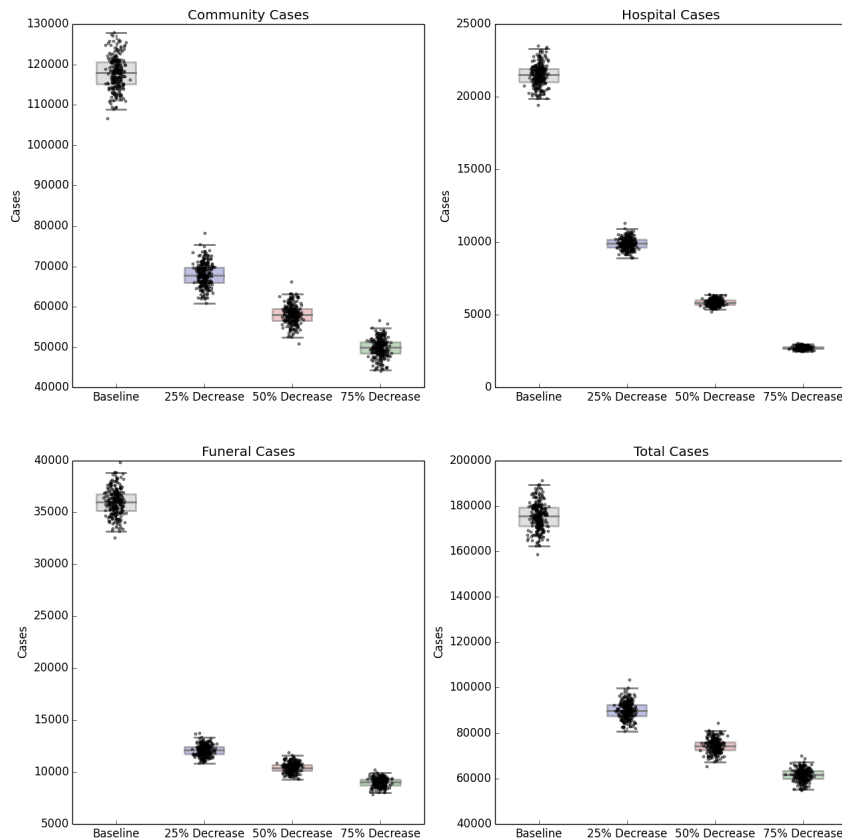 Community Cases
130000
120000
110000
100000
90000
80000
70000
60000
50000
40000
Cases
Baseline 25% Decrease 50% Decrease 75% Decrease
Hospital Cases
25000
20000
15000
10000
5000
0
Cases
Baseline 25% Decrease 50% Decrease 75% Decrease
Funeral Cases
40000
35000
30000
25000
20000
15000
10000
5000
Cases
Baseline 25% Decrease 50% Decrease 75% Decrease
Total Cases
200000
180000
160000
140000
120000
100000
80000
60000
40000
Cases
Baseline 25% Decrease 50% Decrease 75% Decrease